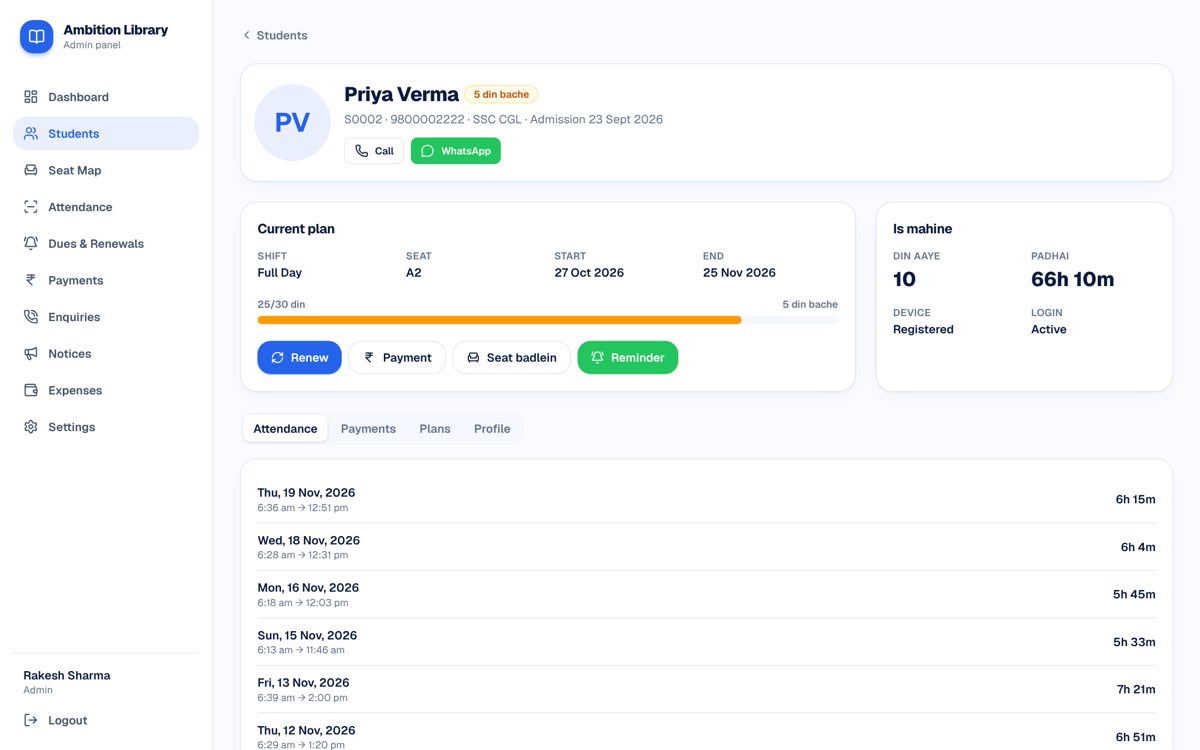 Ambition Library
Admin panel
Dashboard
Students
Seat Map
Attendance
Dues & Renewals
Payments
Enquiries
Notices
Expenses
Settings
Rakesh Sharma
Admin
Logout
Students
PV
Priya Verma
5 din bache
S0002 · 9800002222 · SSC CGL · Admission 23 Sept 2026
Call
WhatsApp
Current plan
SHIFT
Full Day
SEAT
A2
START
27 Oct 2026
END
25 Nov 2026
25/30 din
5 din bache
Renew
₹ Payment
Seat badlein
Reminder
Is mahine
DIN AAYE
10
PADHAI
66h 10m
DEVICE
Registered
LOGIN
Active
Attendance
Payments
Plans
Profile
Thu, 19 Nov, 2026
6:36 am → 12:51 pm
6h 15m
Wed, 18 Nov, 2026
6:28 am → 12:31 pm
6h 4m
Mon, 16 Nov, 2026
6:18 am → 12:03 pm
5h 45m
Sun, 15 Nov, 2026
6:13 am → 11:46 am
5h 33m
Fri, 13 Nov, 2026
6:39 am → 2:00 pm
7h 21m
Thu, 12 Nov, 2026
6:29 am → 1:20 pm
6h 51m